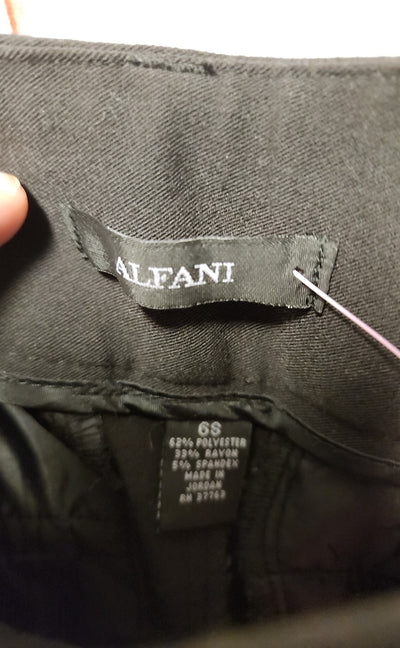 ALFANI
6S
62% POLYESTER
33% RAYON
5% SPANDEX
MADE IN
JORDAN
RN 37763